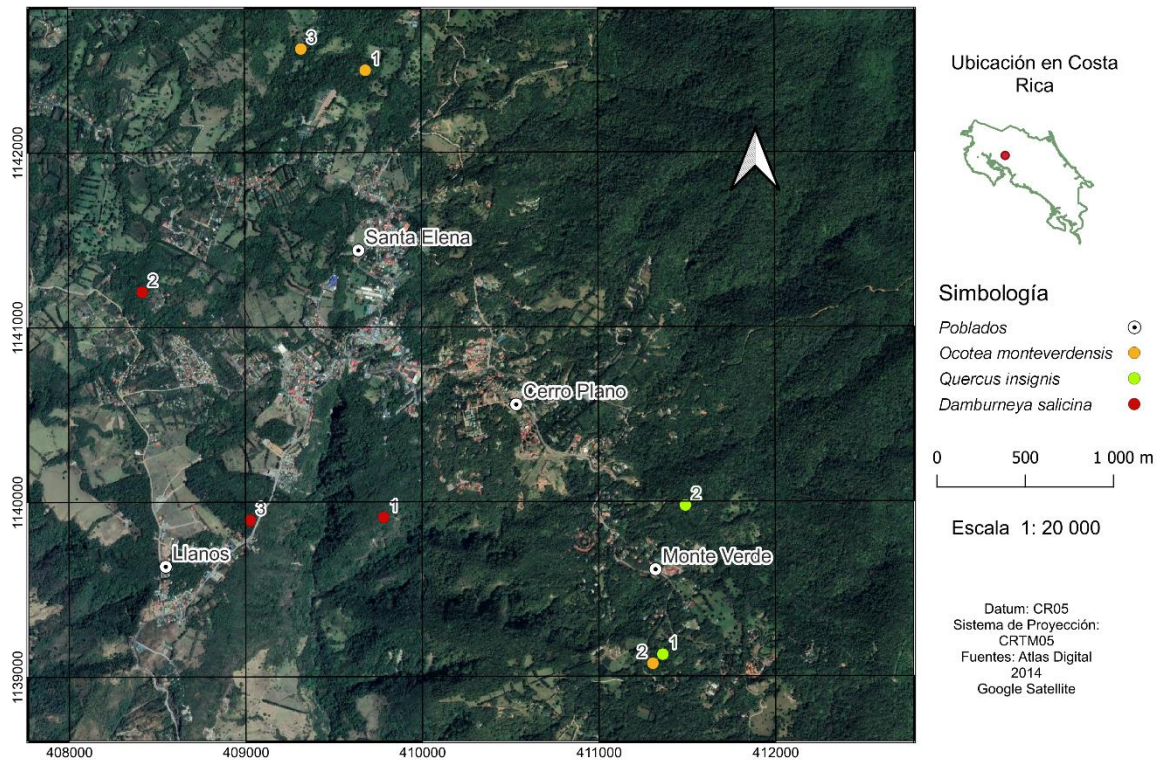 3
1
1142000
Santa Elena
2
1141000
Cerro Plano
2
1140000
3
1
Llanos
Monte Verde
1
2
1139000
408000
409000
410000
411000
412000
Ubicación en Costa
Rica
Simbología
Poblados
Ocotea monteverdensis
Quercus insignis
Damburneya salicina
0 500 1 000 m
Escala 1: 20 000
Datum: CR05
Sistema de Proyección:
CRTM05
Fuentes: Atlas Digital
2014
Google Satellite